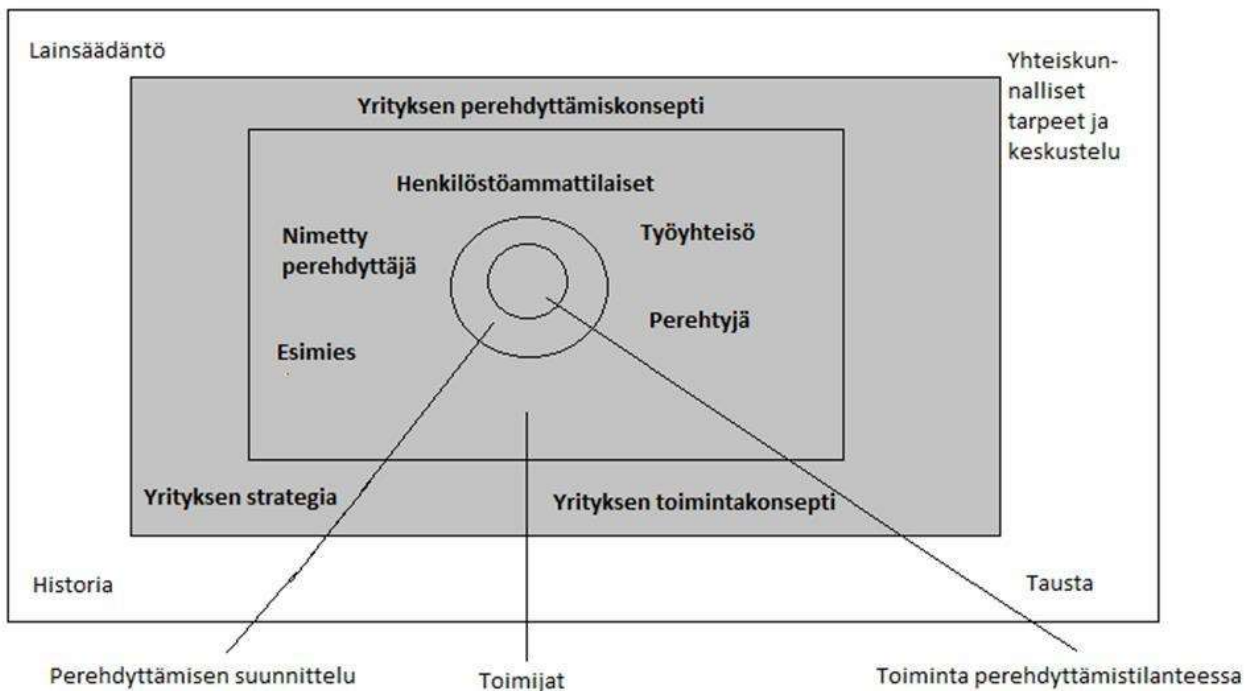 Lainsäädäntö
Yhteiskun-
nalliset
tarpeet ja
keskustelu
Yrityksen perehdyttämiskonsepti
Henkilöstöammattilaiset
Nimetty
perehdyttäjä
Työyhteisö
Perehtyjä
Esimies
Yrityksen strategia
Yrityksen toimintakonsepti
Historia
Tausta
Perehdyttämisen suunnittelu
Toimijat
Toiminta perehdyttämistilanteessa